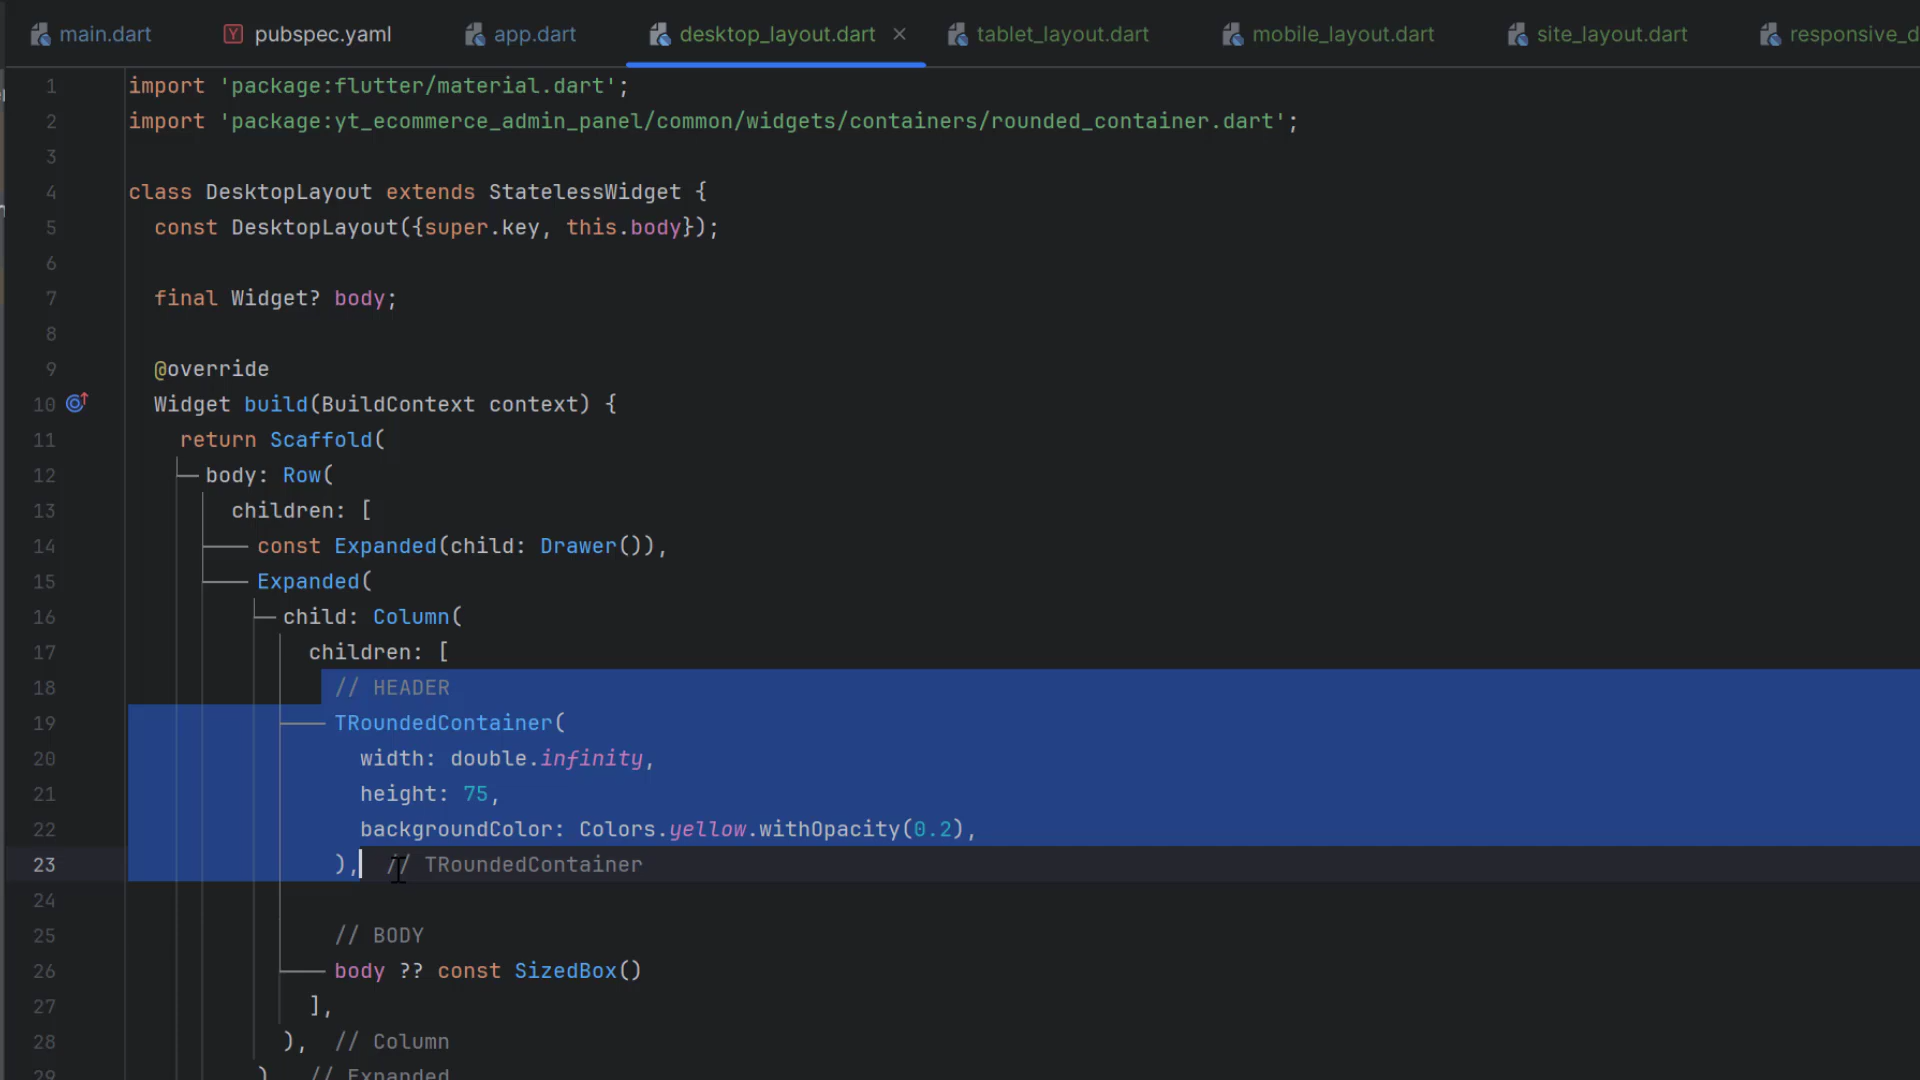 main.dart pubspec.yaml app.dart desktop_layout.dart tablet_layout.dart mobile_layout.dart site_layout.dart responsive_d
1 import 'package:flutter/material.dart';
2 import 'package:yt_ecommerce_admin_panel/common/widgets/containers/rounded_container.dart';
3
4 class DesktopLayout extends StatelessWidget {
5 const DesktopLayout({super.key, this.body});
6
7 final Widget? body;
8
9 @override
10 Widget build(BuildContext context) {
11 return Scaffold(
12 body: Row(
13 children: [
14 const Expanded(child: Drawer()),
15 Expanded(
16 child: Column(
17 children: [
18 // HEADER
19 TRoundedContainer(
20 width: double.infinity,
21 height: 75,
22 backgroundColor: Colors.yellow.withOpacity(0.2),
23 ), // TRoundedContainer
24
25 // BODY
26 body ?? const SizedBox()
27 ],
28 ), // Column
29 ) // Expanded